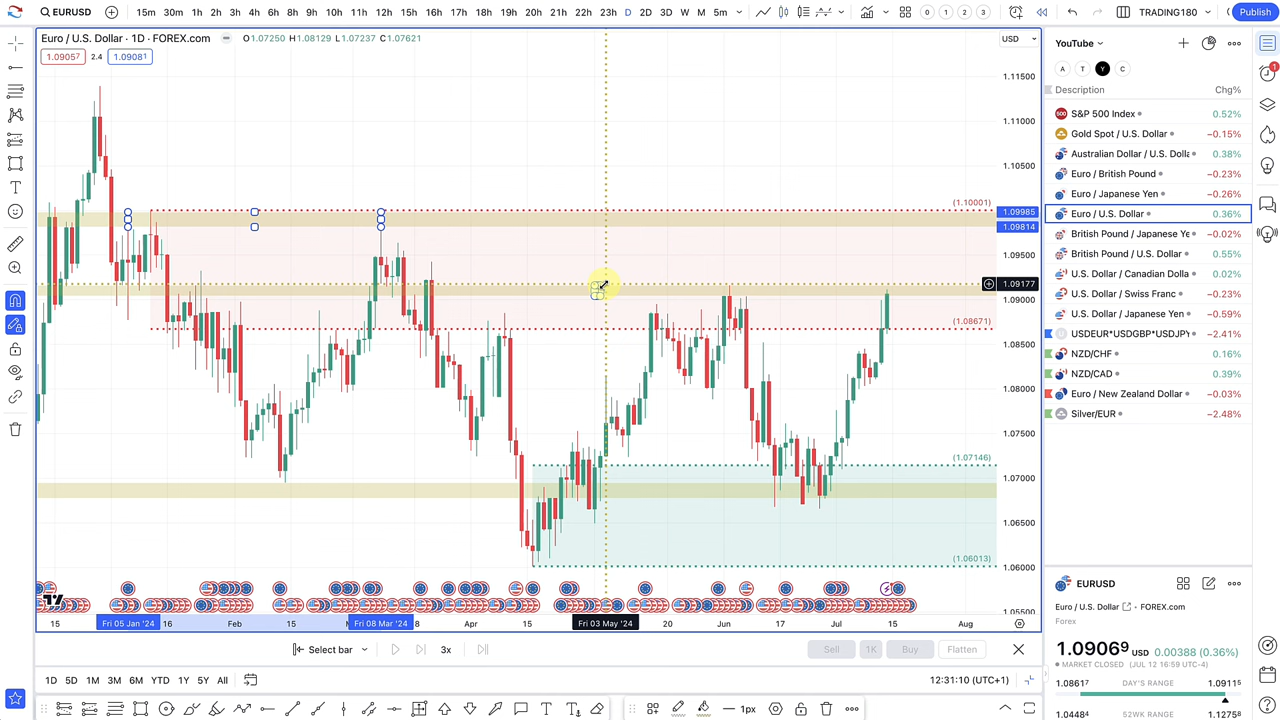 EURUSD 15m 30m 1h 2h 3h 4h 6h 8h 9h 10h 11h 12h 15h 16h 17h 18h 19h 20h 21h 22h 23h D 2D 3D W M 5m 0 1 2 3 TRADING180 Publish
Euro / U.S. Dollar · 1D · FOREX.com O1.07250 H1.08129 L1.07237 C1.07621
1.09057 2.4 1.09081
USD
1.11500
1.11000
1.10500
(1.10001)
1.09985
1.09814
1.09500
1.09177
1.09000
(1.08671)
1.08500
1.08000
1.07500
(1.07146)
1.07000
1.06500
(1.06013)
1.06000
1.0550
15 Fri 05 Jan '24 16 Feb 15 Fri 08 Mar '24 8 Apr 15 Fri 03 May '24 20 Jun 17 Jul 15 Aug
Select bar 3x Sell 1K Buy Flatten
1D 5D 1M 3M 6M YTD 1Y 5Y All 12:31:10 (UTC+1)
1px
YouTube
A T Y C
Description Chg%
500 S&P 500 Index 0.52%
Gold Spot / U.S. Dollar −0.15%
Australian Dollar / U.S. Dolla 0.38%
Euro / British Pound −0.23%
Euro / Japanese Yen −0.26%
Euro / U.S. Dollar 0.36%
British Pound / Japanese Ye −0.02%
British Pound / U.S. Dollar 0.55%
U.S. Dollar / Canadian Dolla 0.02%
U.S. Dollar / Swiss Franc −0.23%
U.S. Dollar / Japanese Yen −0.59%
U USDEUR*USDGBP*USDJPY −2.41%
NZD/CHF 0.16%
NZD/CAD 0.39%
Euro / New Zealand Dollar −0.03%
Silver/EUR −2.48%
1
EURUSD
Euro / U.S. Dollar · FOREX.com
Forex
1.09069 USD 0.00388 (0.36%)
MARKET CLOSED (JUL 12 16:59 UTC-4)
1.08617 DAY'S RANGE 1.09115
1.04484 52WK RANGE 1.12758